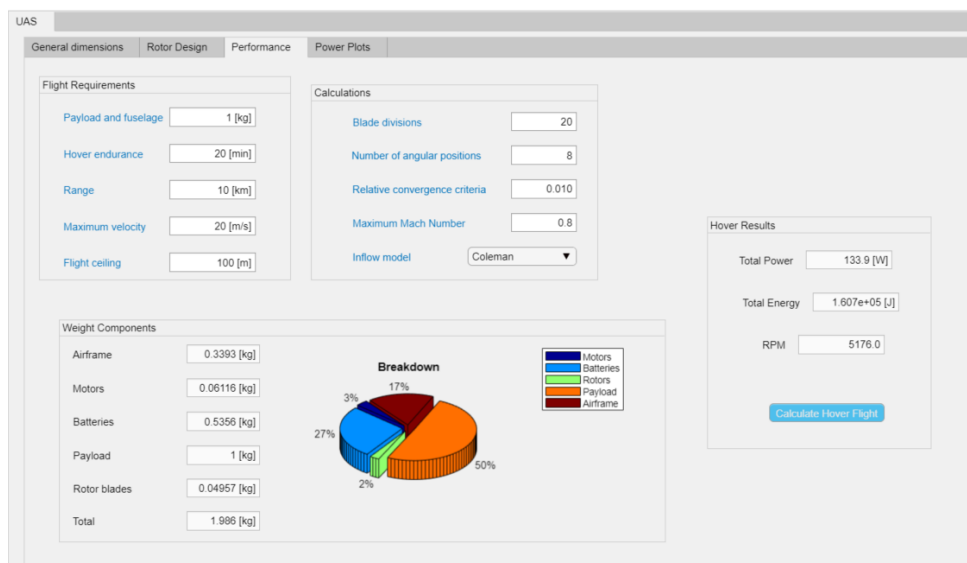 UAS
General dimensions Rotor Design Performance Power Plots
Flight Requirements
Payload and fuselage 1 [kg]
Hover endurance 20 [min]
Range 10 [km]
Maximum velocity 20 [m/s]
Flight ceiling 100 [m]
Calculations
Blade divisions 20
Number of angular positions 8
Relative convergence criteria 0.010
Maximum Mach Number 0.8
Inflow model Coleman
Hover Results
Total Power 133.9 [W]
Total Energy 1.607e+05 [J]
RPM 5176.0
Calculate Hover Flight
Weight Components
Airframe 0.3393 [kg]
Motors 0.06116 [kg]
Batteries 0.5356 [kg]
Payload 1 [kg]
Rotor blades 0.04957 [kg]
Total 1.986 [kg]
Breakdown
17%
3%
27%
50%
2%
Motors
Batteries
Rotors
Payload
Airframe